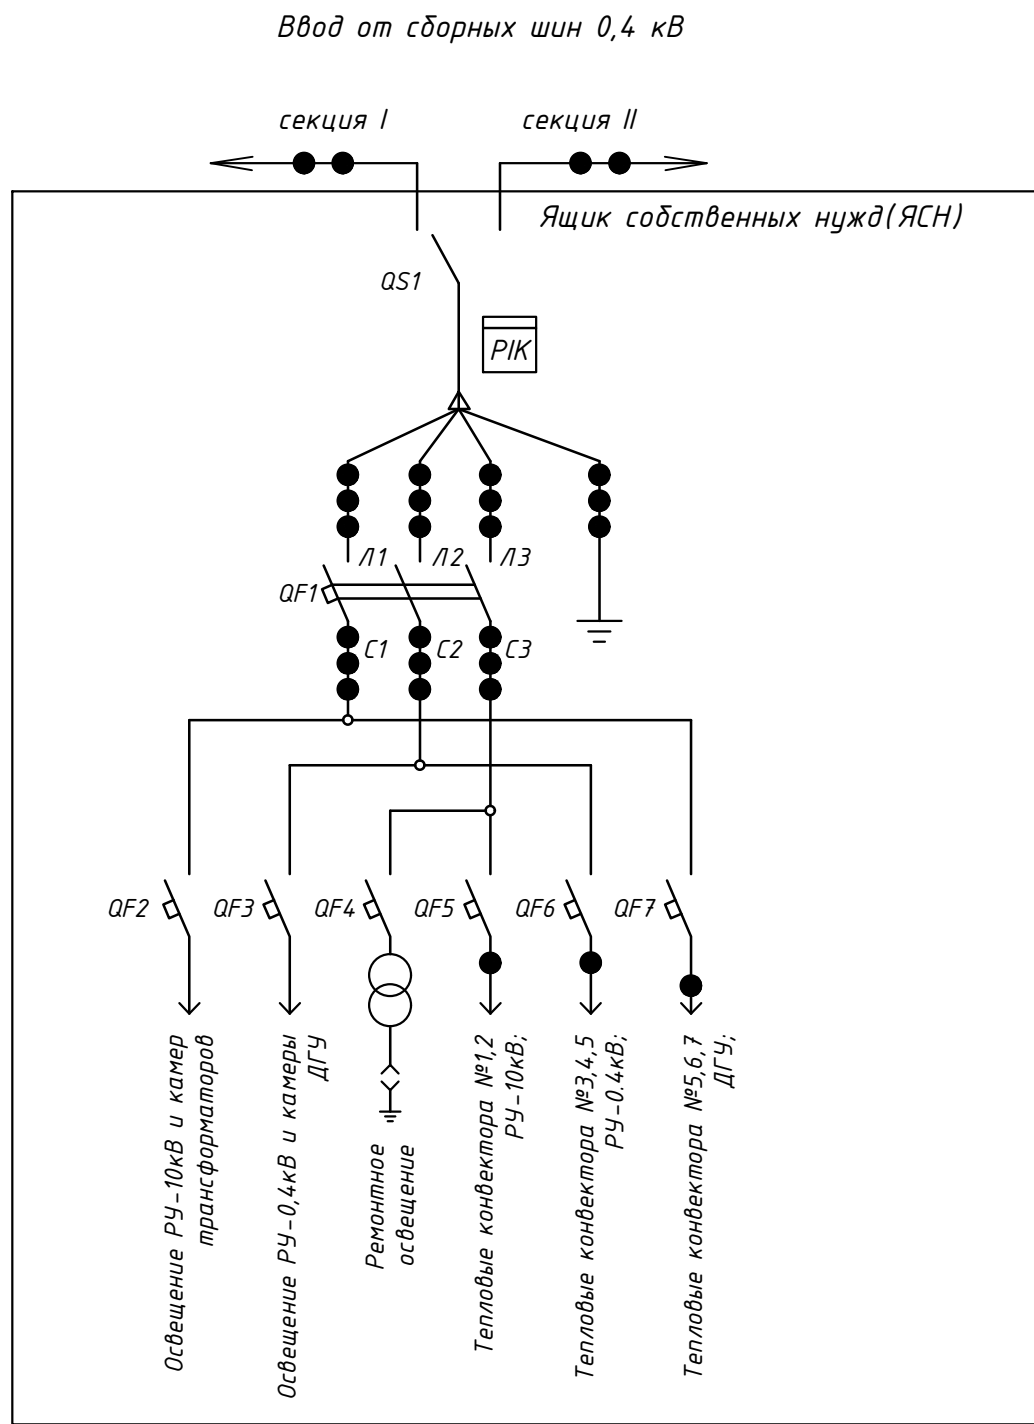 Ввод от сборных шин 0,4 кВ
секция I
секция II
Ящик собственных нужд(ЯСН)
QS1
PIK
Л1
Л2
Л3
QF1
С1
С2
С3
QF2
QF3
QF4
QF5
QF6
QF7
Освещение РУ-10кВ и камер
трансформаторов
Освещение РУ-0,4кВ и камеры
ДГУ
Ремонтное
освещение
Тепловые конвектора №1,2
РУ-10кВ;
Тепловые конвектора №3,4,5
РУ-0.4кВ;
Тепловые конвектора №5,6,7
ДГУ;